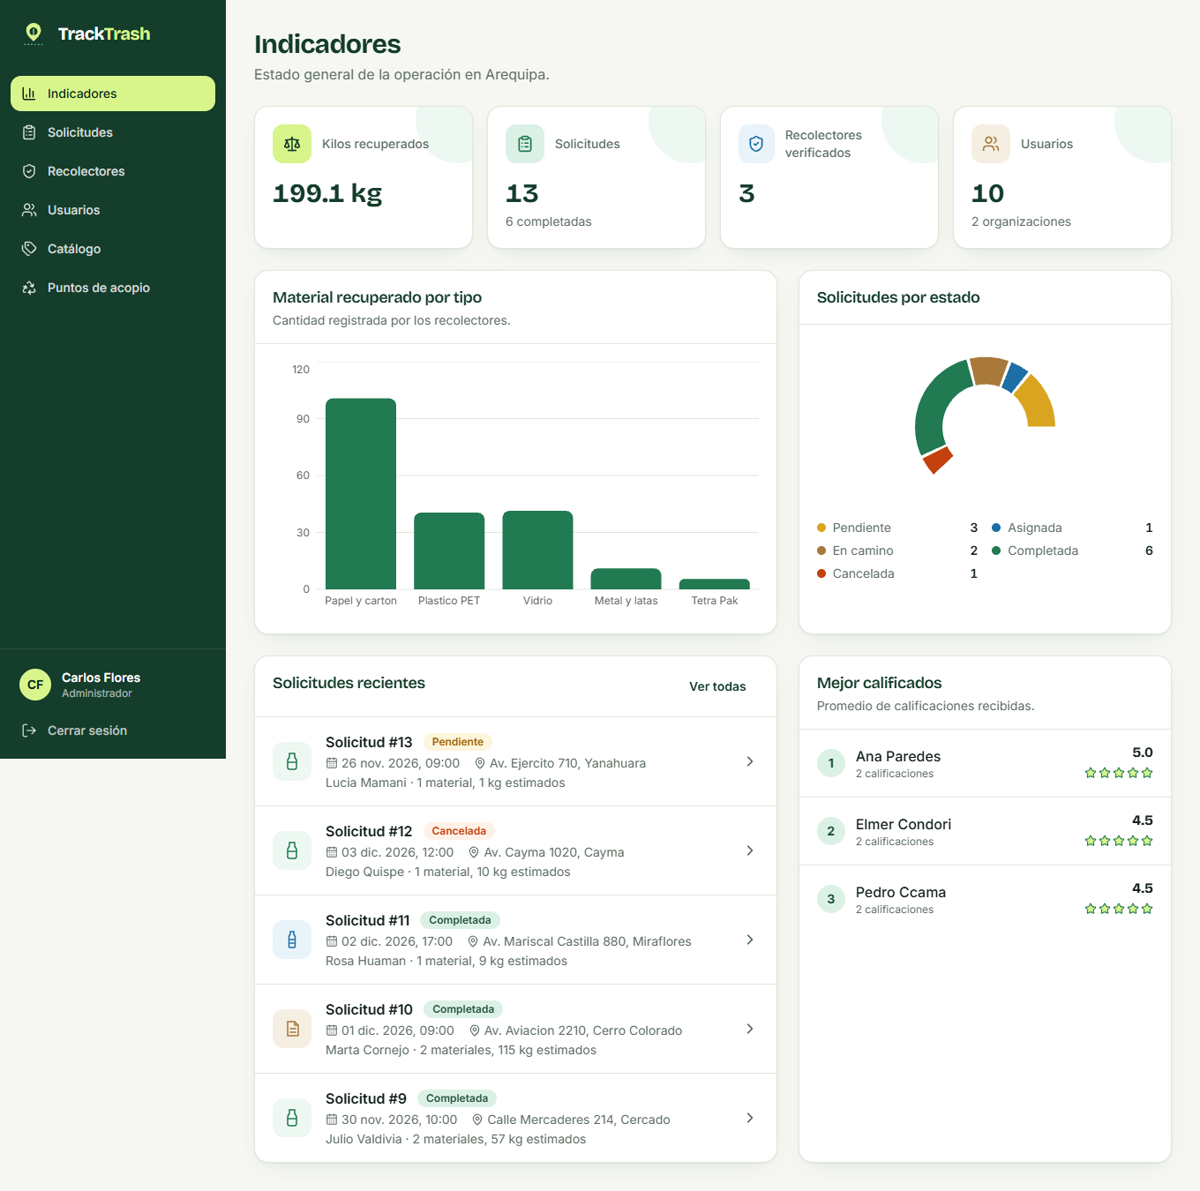 TrackTrash
Indicadores
Solicitudes
Recolectores
Usuarios
Catálogo
Puntos de acopio
CF
Carlos Flores
Administrador
Cerrar sesión
Indicadores
Estado general de la operación en Arequipa.
Kilos recuperados
199.1 kg
Solicitudes
13
6 completadas
Recolectores
verificados
3
Usuarios
10
2 organizaciones
Material recuperado por tipo
Cantidad registrada por los recolectores.
120
90
60
30
0
Papel y carton
Plastico PET
Vidrio
Metal y latas
Tetra Pak
Solicitudes por estado
Pendiente 3
Asignada 1
En camino 2
Completada 6
Cancelada 1
Solicitudes recientes
Ver todas
Solicitud #13 Pendiente
26 nov. 2026, 09:00 Av. Ejercito 710, Yanahuara
Lucia Mamani · 1 material, 1 kg estimados
Solicitud #12 Cancelada
03 dic. 2026, 12:00 Av. Cayma 1020, Cayma
Diego Quispe · 1 material, 10 kg estimados
Solicitud #11 Completada
02 dic. 2026, 17:00 Av. Mariscal Castilla 880, Miraflores
Rosa Huaman · 1 material, 9 kg estimados
Solicitud #10 Completada
01 dic. 2026, 09:00 Av. Aviacion 2210, Cerro Colorado
Marta Cornejo · 2 materiales, 115 kg estimados
Solicitud #9 Completada
30 nov. 2026, 10:00 Calle Mercaderes 214, Cercado
Julio Valdivia · 2 materiales, 57 kg estimados
Mejor calificados
Promedio de calificaciones recibidas.
1 Ana Paredes 5.0
2 calificaciones
2 Elmer Condori 4.5
2 calificaciones
3 Pedro Ccama 4.5
2 calificaciones